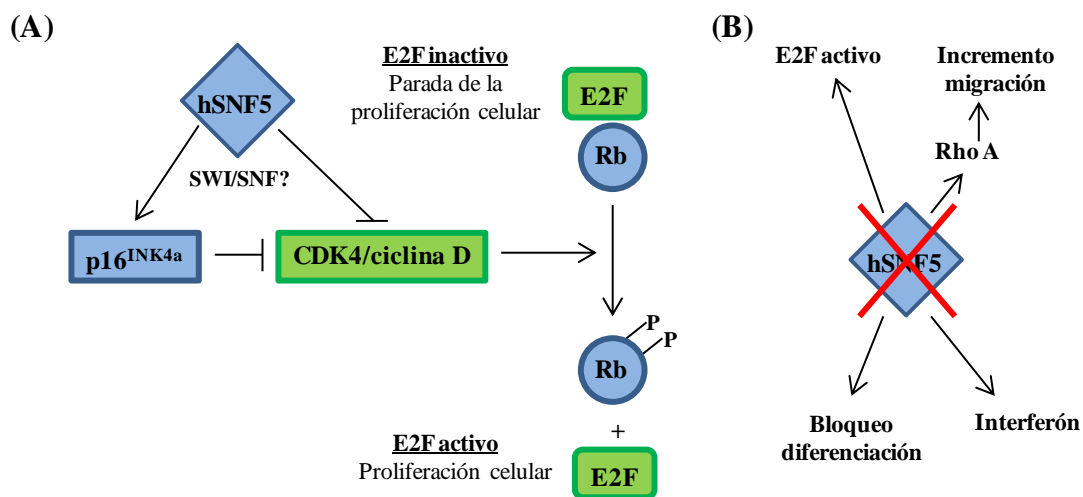 (A)
E2F inactivo
Parada de la
proliferación celular
E2F
Rb
hSNF5
SWI/SNF?
p16INK4a
CDK4/ciclina D
P
P
Rb
+
E2F activo
Proliferación celular
E2F
(B)
E2F activo
Incremento
migración
Rho A
hSNF5
Bloqueo
diferenciación
Interferón